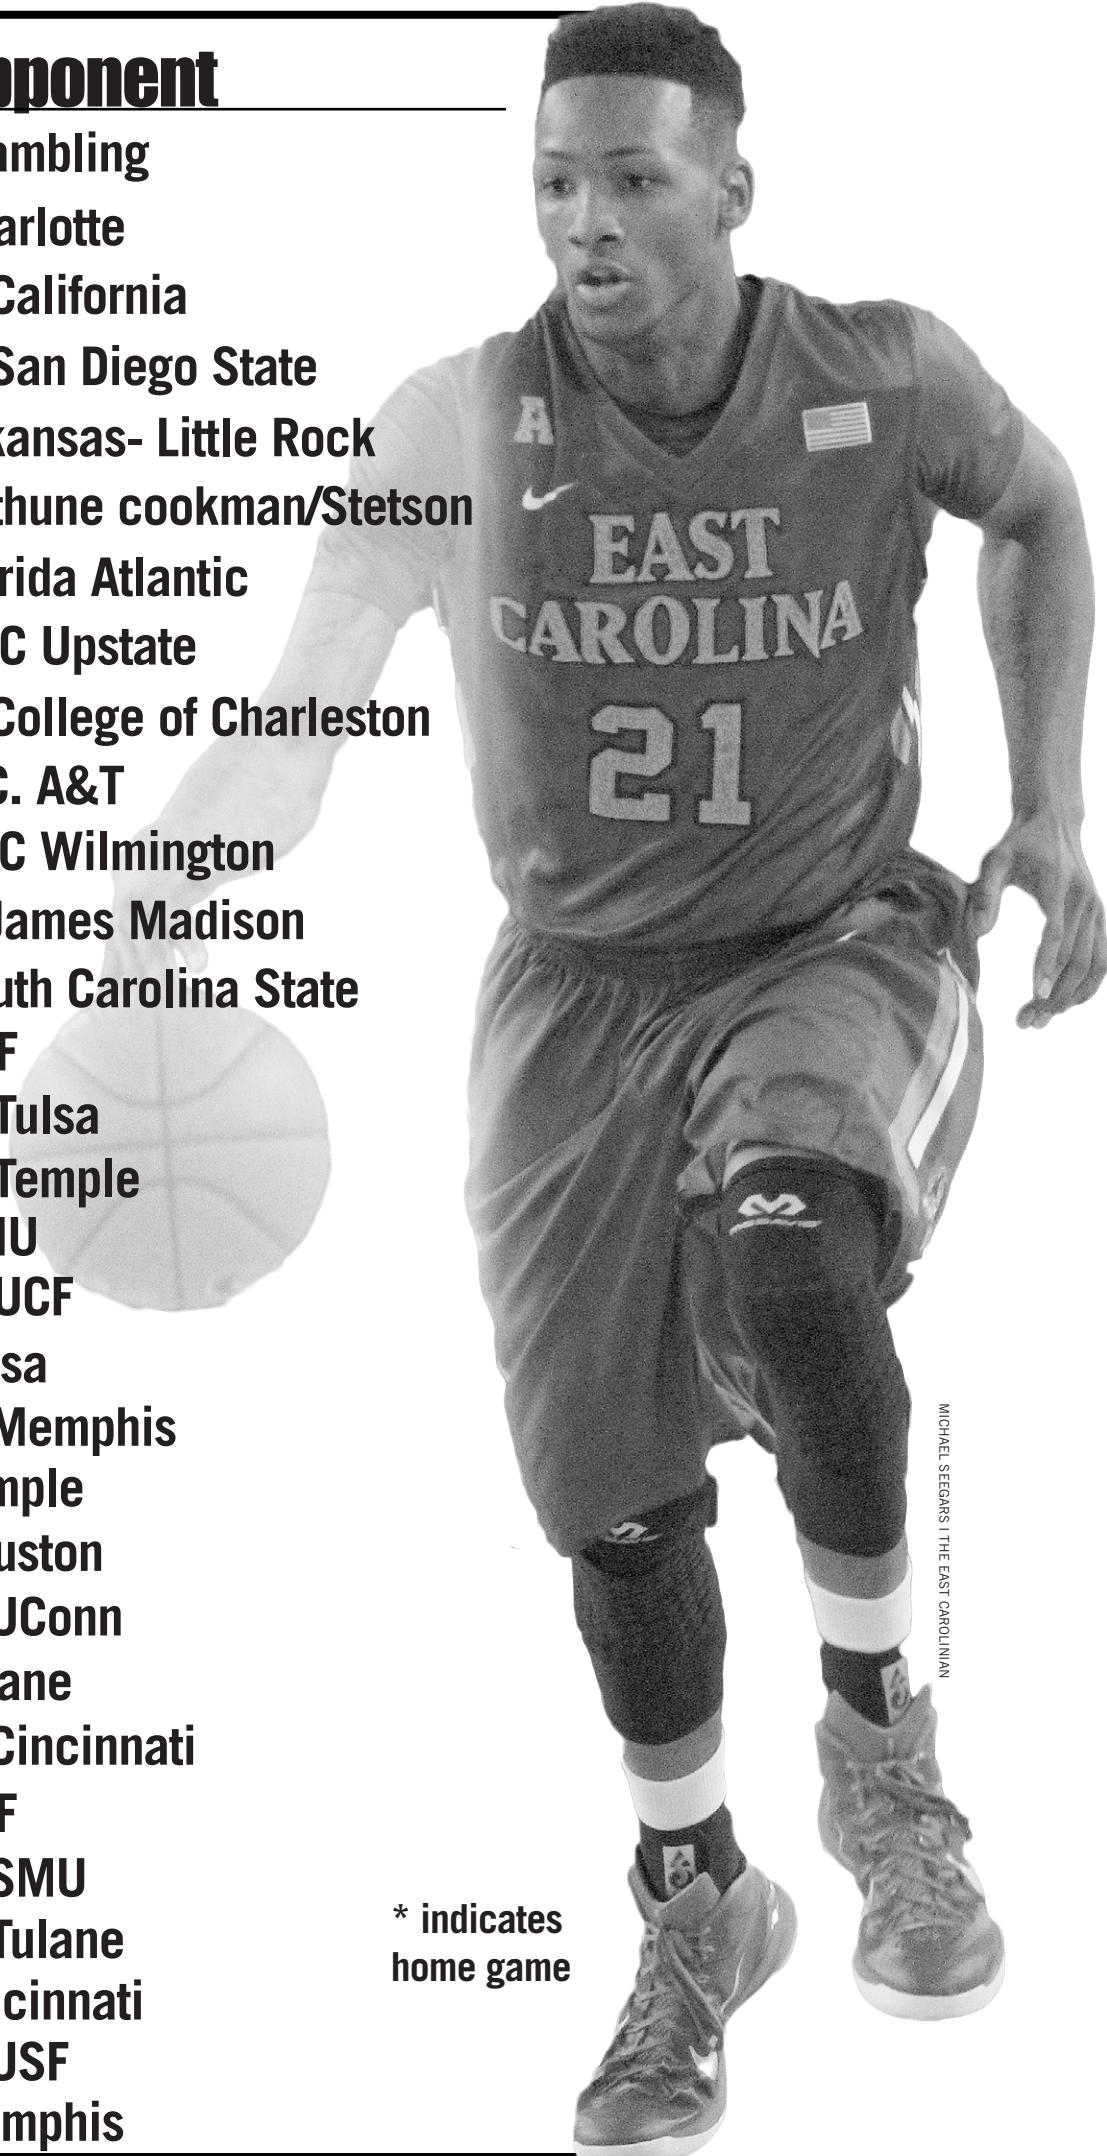 pponent
ambling
arlotte
California
San Diego State
kansas- Little Rock
thune cookman/Stetson
rida Atlantic
C Upstate
College of Charleston
C. A&T
C Wilmington
James Madison
uth Carolina State
F
Tulsa
Temple
IU
UCF
sa
Memphis
mple
uston
UConn
ane
Cincinnati
F
SMU
Tulane
cinnati
USF
mphis
* indicates
home game
A
EAST
CAROLINA
21
MICHAEL SEEGARS I THE EAST CAROLINIAN